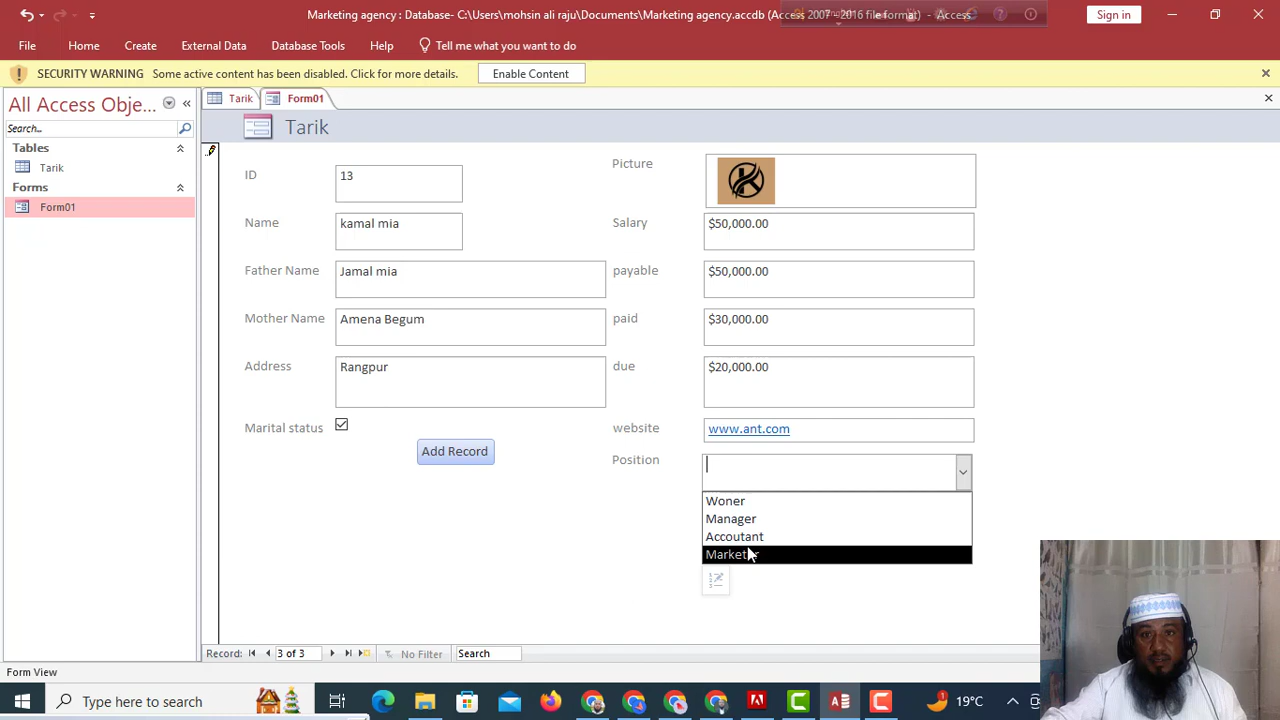 Marketing agency : Database- C:\Users\mohsin ali raju\Documents\Marketing agency.accdb (Access 2007 - 2016 file format) - Access
Sign in
File Home Create External Data Database Tools Help Tell me what you want to do
SECURITY WARNING Some active content has been disabled. Click for more details. Enable Content
All Access Obje...
Tarik Form01
Search...
Tables
Tarik
Forms
Form01
Tarik
ID 13
Name kamal mia
Father Name Jamal mia
Mother Name Amena Begum
Address Rangpur
Marital status
Add Record
Picture
Salary $50,000.00
payable $50,000.00
paid $30,000.00
due $20,000.00
website www.ant.com
Position
Woner
Manager
Accoutant
Record: 3 of 3 No Filter Search
Form View
Type here to search 19°C